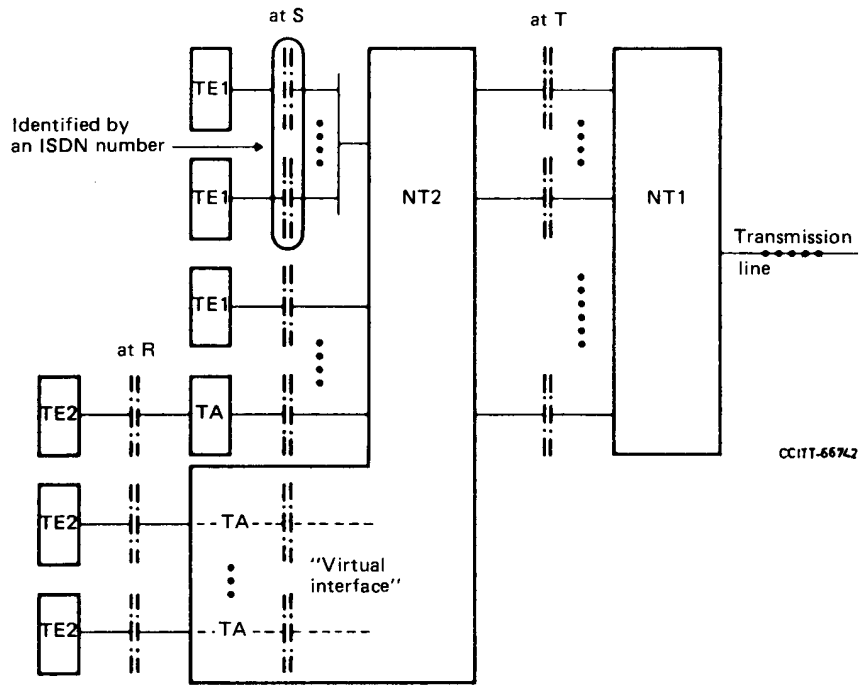 at S
at T
TE1
Identified by
an ISDN number
TE1
NT2
NT1
Transmission
line
TE1
at R
TE2
TA
CCITT-66742
TE2
TA
"Virtual
interface"
TE2
TA